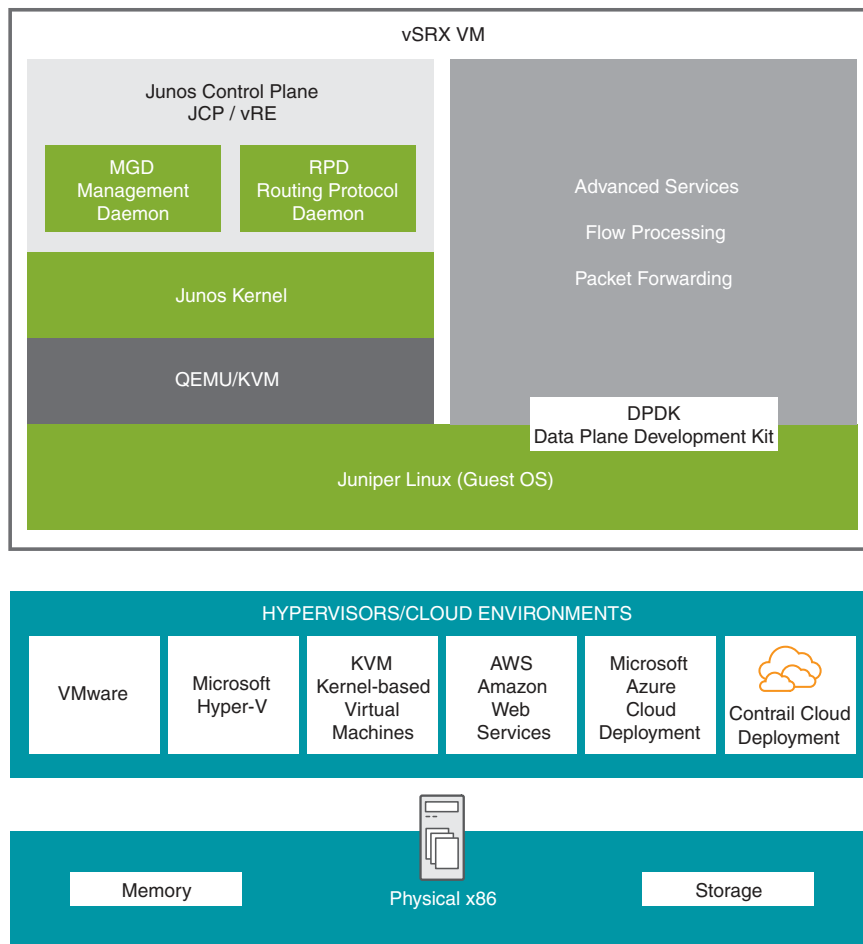 vSRX VM
Junos Control Plane
JCP / vRE
MGD
Management
Daemon
RPD
Routing Protocol
Daemon
Junos Kernel
QEMU/KVM
Advanced Services
Flow Processing
Packet Forwarding
DPDK
Data Plane Development Kit
Juniper Linux (Guest OS)
HYPERVISORS/CLOUD ENVIRONMENTS
VMware
Microsoft
Hyper-V
KVM
Kernel-based
Virtual
Machines
AWS
Amazon
Web
Services
Microsoft
Azure
Cloud
Deployment
Contrail Cloud
Deployment
Memory
Physical x86
Storage